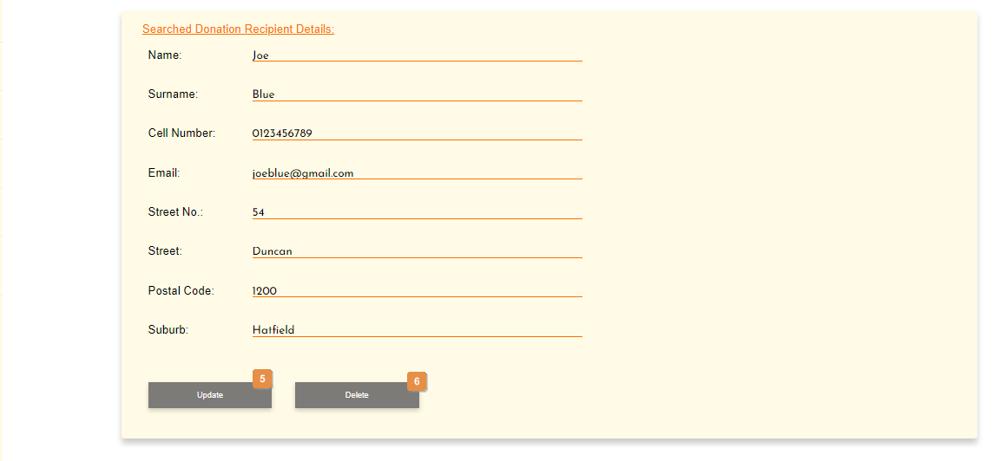 Searched Donation Recipient Details:
Name: Joe
Surname: Blue
Cell Number: 0123456789
Email: joeblue@gmail.com
Street No.: 54
Street: Duncan
Postal Code: 1200
Suburb: Hatfield
Update 5 Delete 6